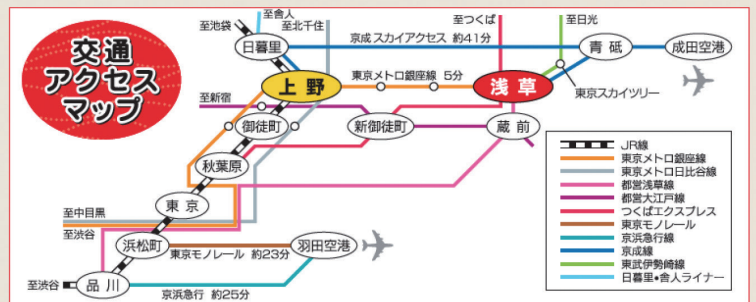 交通
アクセス
マップ
至池袋
至舎人
至北千住
至つくば
至日光
日暮里
京成スカイアクセス 約41分
青砥
成田空港
上野
東京メトロ銀座線 5分
浅草
東京スカイツリー
至新宿
御徒町
新御徒町
蔵前
秋葉原
東京
至中目黒
至渋谷
浜松町
東京モノレール 約23分
羽田空港
至渋谷
品川
京浜急行 約25分
JR線
東京メトロ銀座線
東京メトロ日比谷線
都営浅草線
都営大江戸線
つくばエクスプレス
東京モノレール
京浜急行線
京成線
東武伊勢崎線
日暮里・舎人ライナー